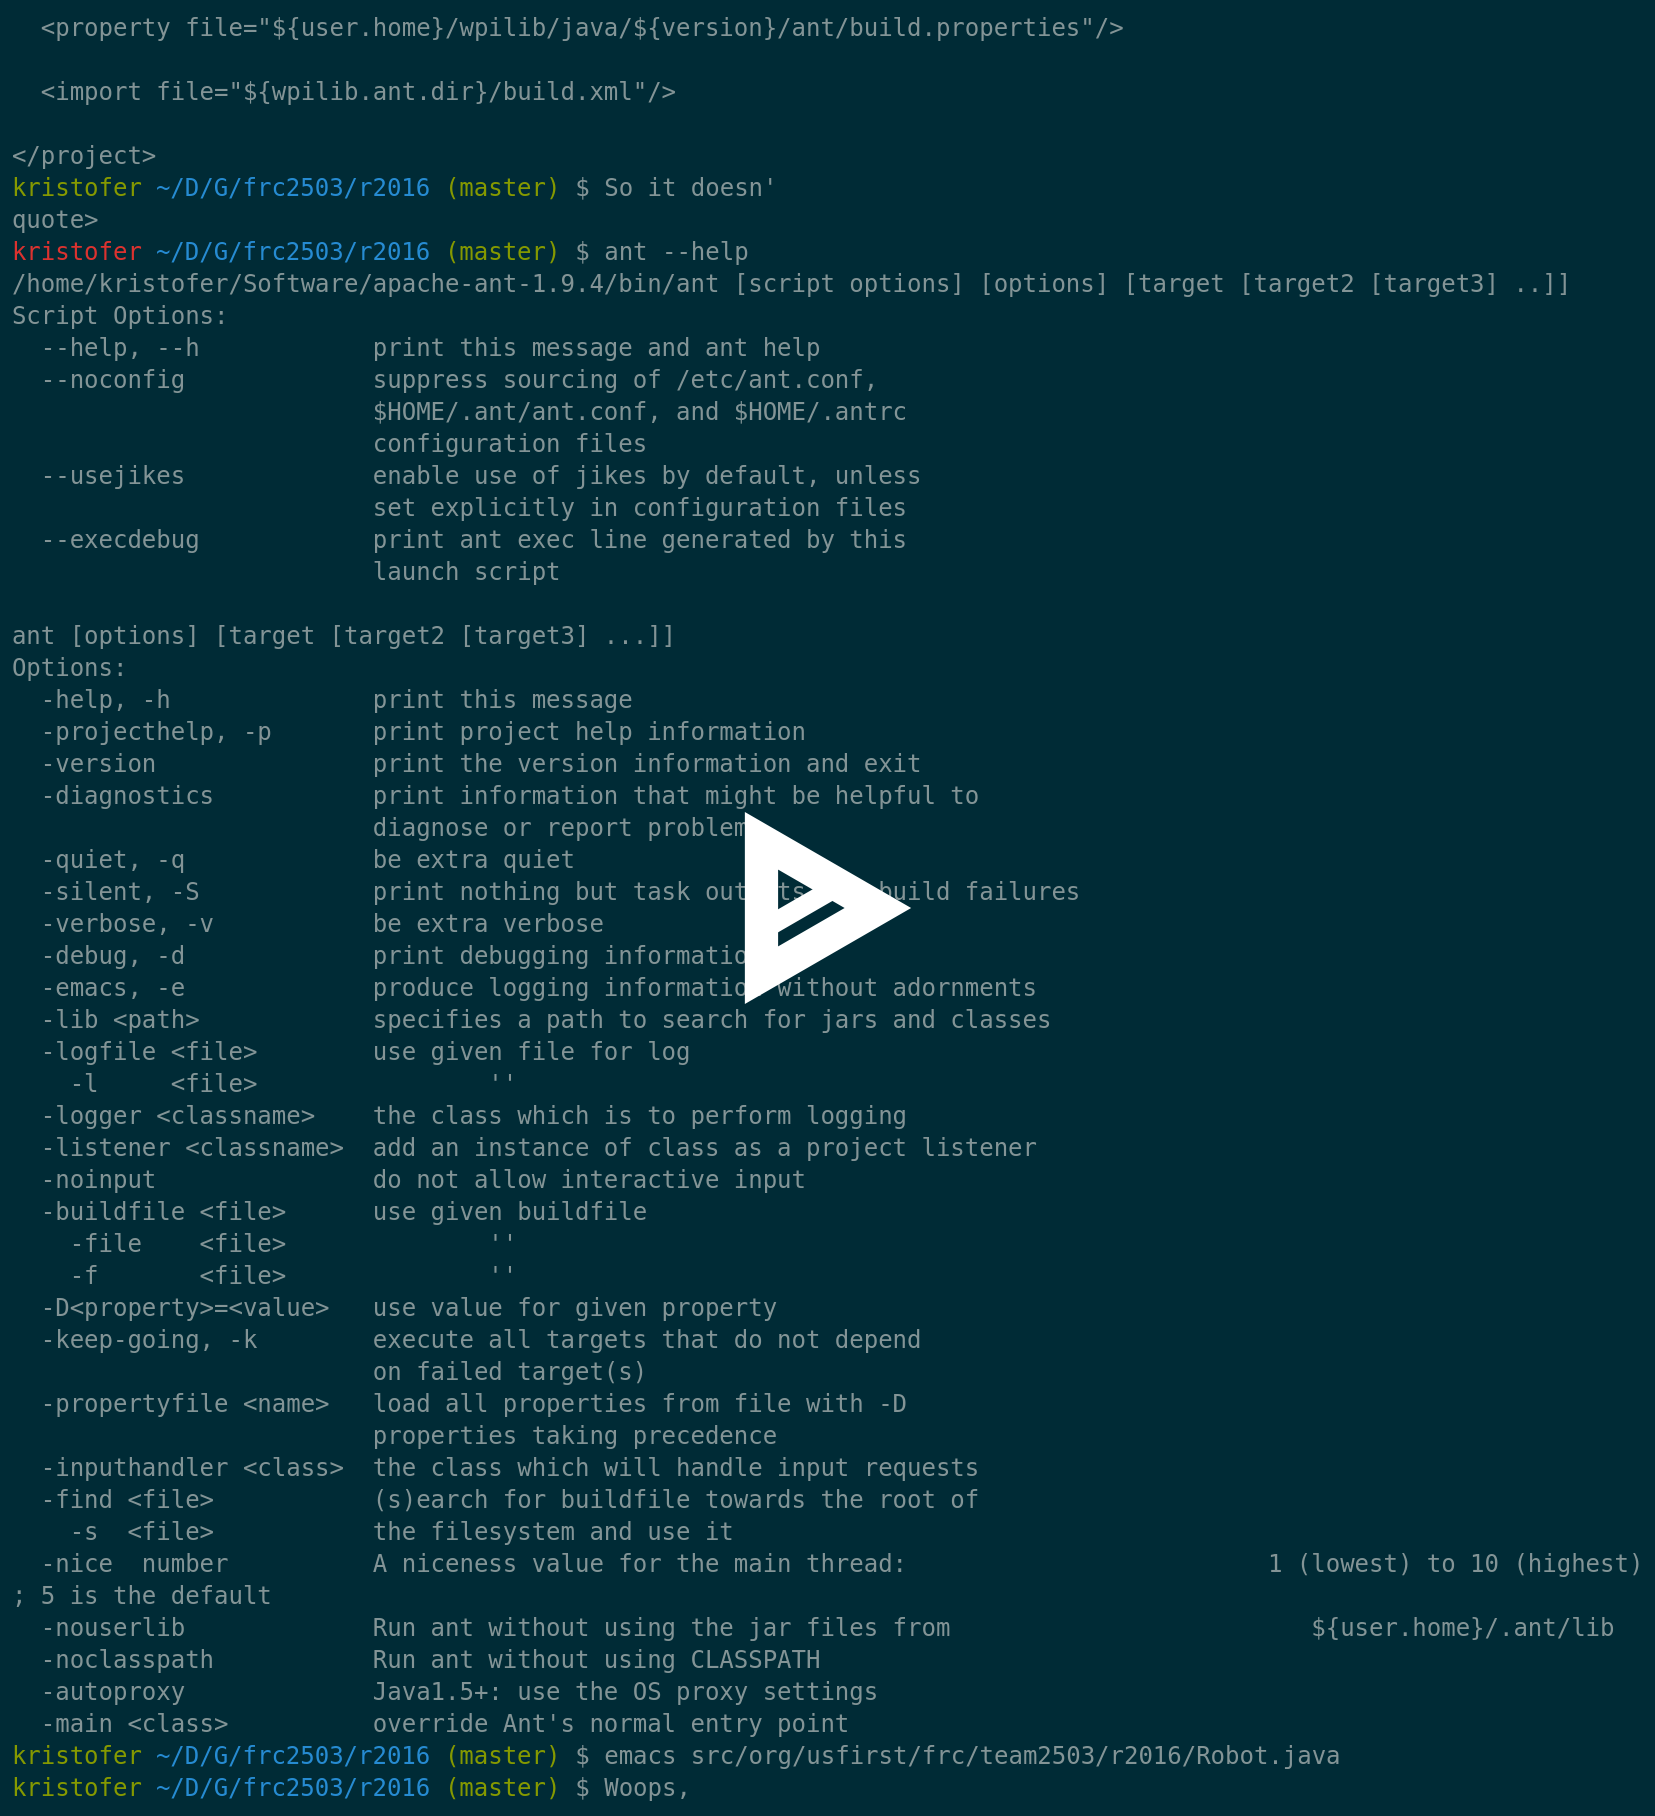 <property file="${user.home}/wpilib/java/${version}/ant/build.properties"/>

  <import file="${wpilib.ant.dir}/build.xml"/>

</project>
kristofer ~/D/G/frc2503/r2016 (master) $ So it doesn'
quote>
kristofer ~/D/G/frc2503/r2016 (master) $ ant --help
/home/kristofer/Software/apache-ant-1.9.4/bin/ant [script options] [options] [target [target2 [target3] ..]]
Script Options:
  --help, --h            print this message and ant help
  --noconfig             suppress sourcing of /etc/ant.conf,
                         $HOME/.ant/ant.conf, and $HOME/.antrc
                         configuration files
  --usejikes             enable use of jikes by default, unless
                         set explicitly in configuration files
  --execdebug            print ant exec line generated by this
                         launch script

ant [options] [target [target2 [target3] ...]]
Options:
  -help, -h              print this message
  -projecthelp, -p       print project help information
  -version               print the version information and exit
  -diagnostics           print information that might be helpful to
                         diagnose or report problem
  -quiet, -q             be extra quiet
  -silent, -S            print nothing but task build failures
  -verbose, -v           be extra verbose
  -debug, -d             print debugging information
  -emacs, -e             produce logging information without adornments
  -lib <path>            specifies a path to search for jars and classes
  -logfile <file>        use given file for log
    -l     <file>                ''
  -logger <classname>    the class which is to perform logging
  -listener <classname>  add an instance of class as a project listener
  -noinput               do not allow interactive input
  -buildfile <file>      use given buildfile
    -file    <file>              ''
    -f       <file>              ''
  -D<property>=<value>   use value for given property
  -keep-going, -k        execute all targets that do not depend
                         on failed target(s)
  -propertyfile <name>   load all properties from file with -D
                         properties taking precedence
  -inputhandler <class>  the class which will handle input requests
  -find <file>           (s)earch for buildfile towards the root of
    -s  <file>           the filesystem and use it
  -nice  number          A niceness value for the main thread:                         1 (lowest) to 10 (highest)
; 5 is the default
  -nouserlib             Run ant without using the jar files from                         ${user.home}/.ant/lib
  -noclasspath           Run ant without using CLASSPATH
  -autoproxy             Java1.5+: use the OS proxy settings
  -main <class>          override Ant's normal entry point
kristofer ~/D/G/frc2503/r2016 (master) $ emacs src/org/usfirst/frc/team2503/r2016/Robot.java
kristofer ~/D/G/frc2503/r2016 (master) $ Woops,